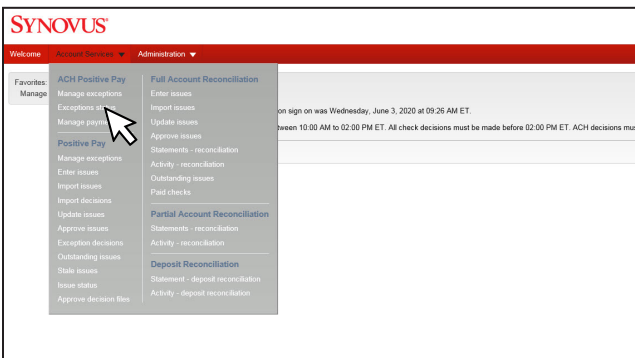 SYNOVUS®
Welcome Account Services Administration
Favorites:
Manage
on sign on was Wednesday, June 3, 2020 at 09:26 AM ET.
tween 10:00 AM to 02:00 PM ET. All check decisions must be made before 02:00 PM ET. ACH decisions mus
ACH Positive Pay
Manage exceptions
Exceptions status
Manage paym
Positive Pay
Manage exceptions
Enter issues
Import issues
Import decisions
Update issues
Approve issues
Exception decisions
Outstanding issues
Stale issues
Issue status
Approve decision files
Full Account Reconciliation
Enter issues
Import issues
Update issues
Approve issues
Statements - reconciliation
Activity - reconciliation
Outstanding issues
Paid checks
Partial Account Reconciliation
Statements - reconciliation
Activity - reconciliation
Deposit Reconciliation
Statement - deposit reconciliation
Activity - deposit reconciliation